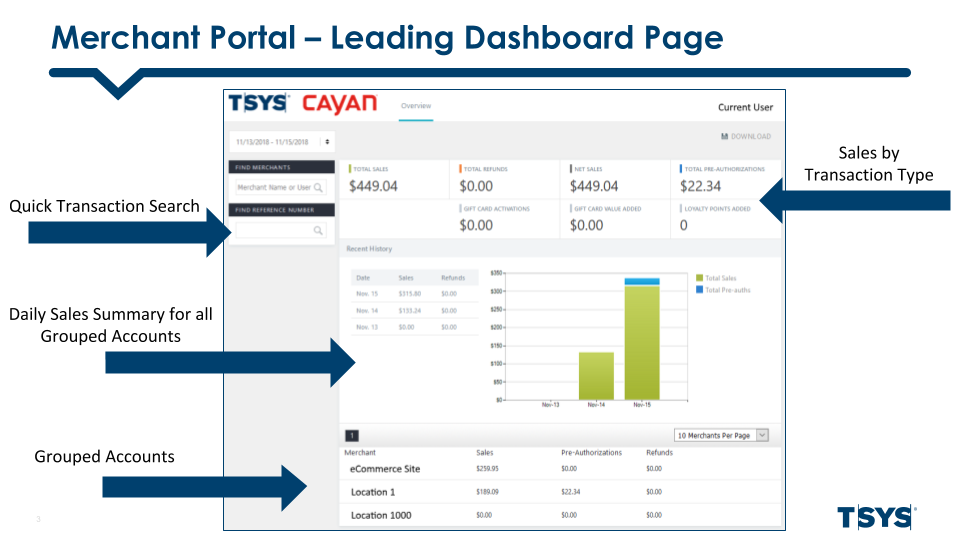 Merchant Portal – Leading Dashboard Page
TSYS CAYAN Overview Current User
DOWNLOAD
11/13/2018 - 11/15/2018
FIND MERCHANTS
Merchant Name or User
FIND REFERENCE NUMBER
TOTAL SALES TOTAL REFUNDS NET SALES TOTAL PRE-AUTHORIZATIONS
$449.04 $0.00 $449.04 $22.34
GIFT CARD ACTIVATIONS GIFT CARD VALUE ADDED LOYALTY POINTS ADDED
$0.00 $0.00 0
Sales by
Transaction Type
Quick Transaction Search
Recent History
Date Sales Refunds
Nov. 15 $315.80 $0.00
Nov. 14 $133.24 $0.00
Nov. 13 $0.00 $0.00
$350
$300
$250
$200
$150
$100
$50
$0
Nov-13 Nov-14 Nov-15
Total Sales
Total Pre-auths
Daily Sales Summary for all
Grouped Accounts
1 10 Merchants Per Page
Merchant Sales Pre-Authorizations Refunds
eCommerce Site $259.95 $0.00 $0.00
Location 1 $189.09 $22.34 $0.00
Location 1000 $0.00 $0.00 $0.00
Grouped Accounts
3
TSYS